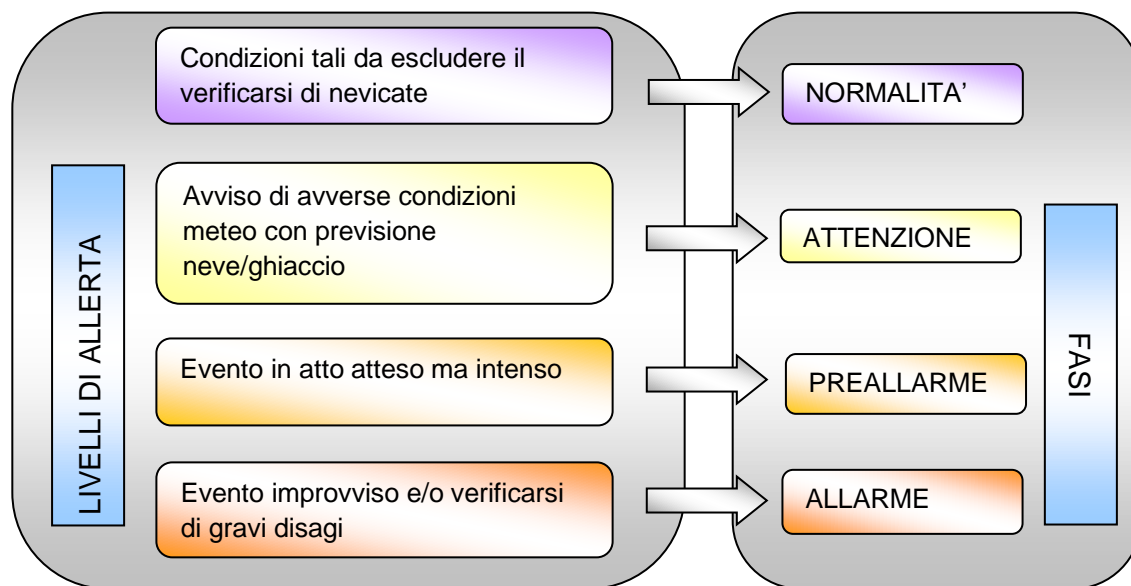 Condizioni tali da escludere il
verificarsi di nevicate
NORMALITA’
LIVELLI DI ALLERTA
Avviso di avverse condizioni
meteo con previsione
neve/ghiaccio
ATTENZIONE
FASI
Evento in atto atteso ma intenso
PREALLARME
Evento improvviso e/o verificarsi
di gravi disagi
ALLARME